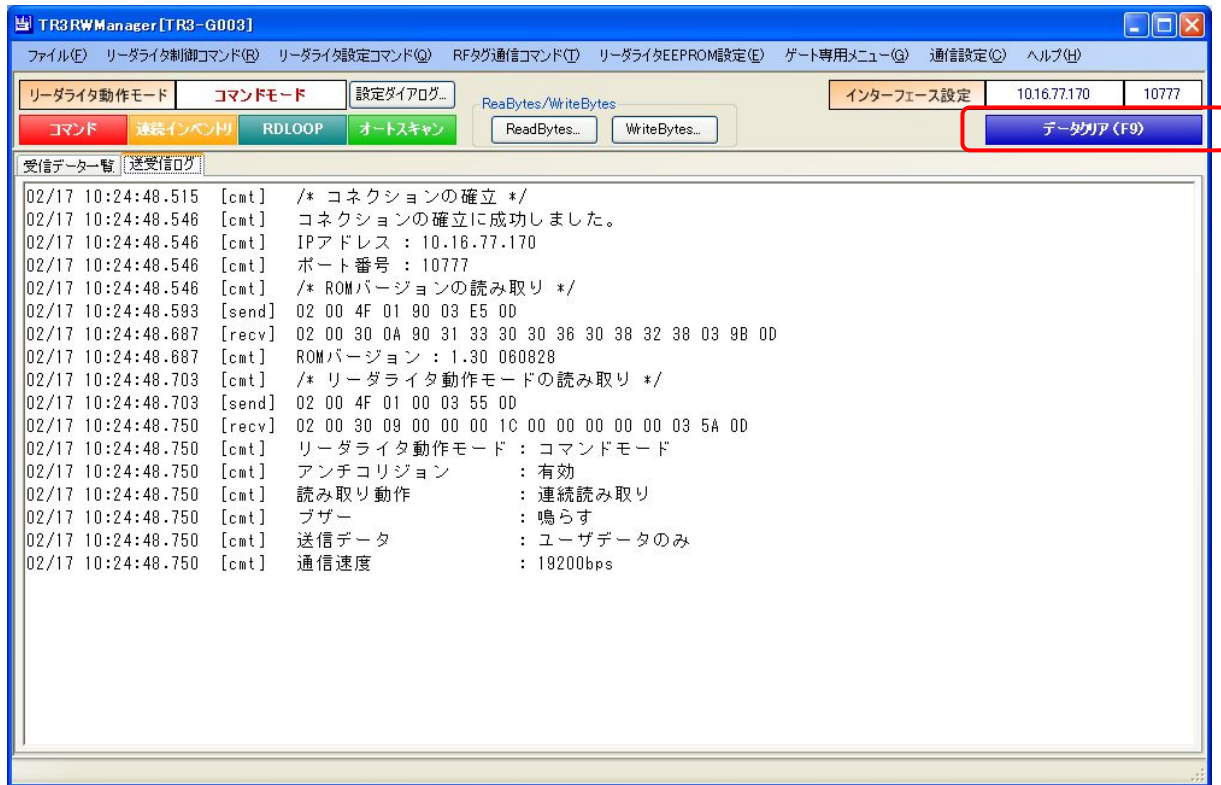 TR3RWManager[TR3-G003]
ファイル(F) リーダライタ制御コマンド(R) リーダライタ設定コマンド(Q) RFタグ通信コマンド(T) リーダライタEEPROM設定(E) ゲート専用メニュー(G) 通信設定(C) ヘルプ(H)
リーダライタ動作モード コマンドモード 設定ダイアログ... ReaBytes/WriteBytes インターフェース設定 10.16.77.170 10777
コマンド 連続インベントリ RDLOOP オートスキャン ReadBytes... WriteBytes... データクリア(F9)
受信データ一覧 送受信ログ
02/17 10:24:48.515 [cmt] /* コネクションの確立 */
02/17 10:24:48.546 [cmt] コネクションの確立に成功しました。
02/17 10:24:48.546 [cmt] IPアドレス : 10.16.77.170
02/17 10:24:48.546 [cmt] ポート番号 : 10777
02/17 10:24:48.546 [cmt] /* ROMバージョンの読み取り */
02/17 10:24:48.593 [send] 02 00 4F 01 90 03 E5 0D
02/17 10:24:48.687 [recv] 02 00 30 0A 90 31 33 30 30 36 30 38 32 38 03 9B 0D
02/17 10:24:48.687 [cmt] ROMバージョン : 1.30 060828
02/17 10:24:48.703 [cmt] /* リーダライタ動作モードの読み取り */
02/17 10:24:48.703 [send] 02 00 4F 01 00 03 55 0D
02/17 10:24:48.750 [recv] 02 00 30 09 00 00 00 1C 00 00 00 00 00 03 5A 0D
02/17 10:24:48.750 [cmt] リーダライタ動作モード : コマンドモード
02/17 10:24:48.750 [cmt] アンチコリジョン : 有効
02/17 10:24:48.750 [cmt] 読み取り動作 : 連続読み取り
02/17 10:24:48.750 [cmt] ブザー : 鳴らす
02/17 10:24:48.750 [cmt] 送信データ : ユーザデータのみ
02/17 10:24:48.750 [cmt] 通信速度 : 19200bps